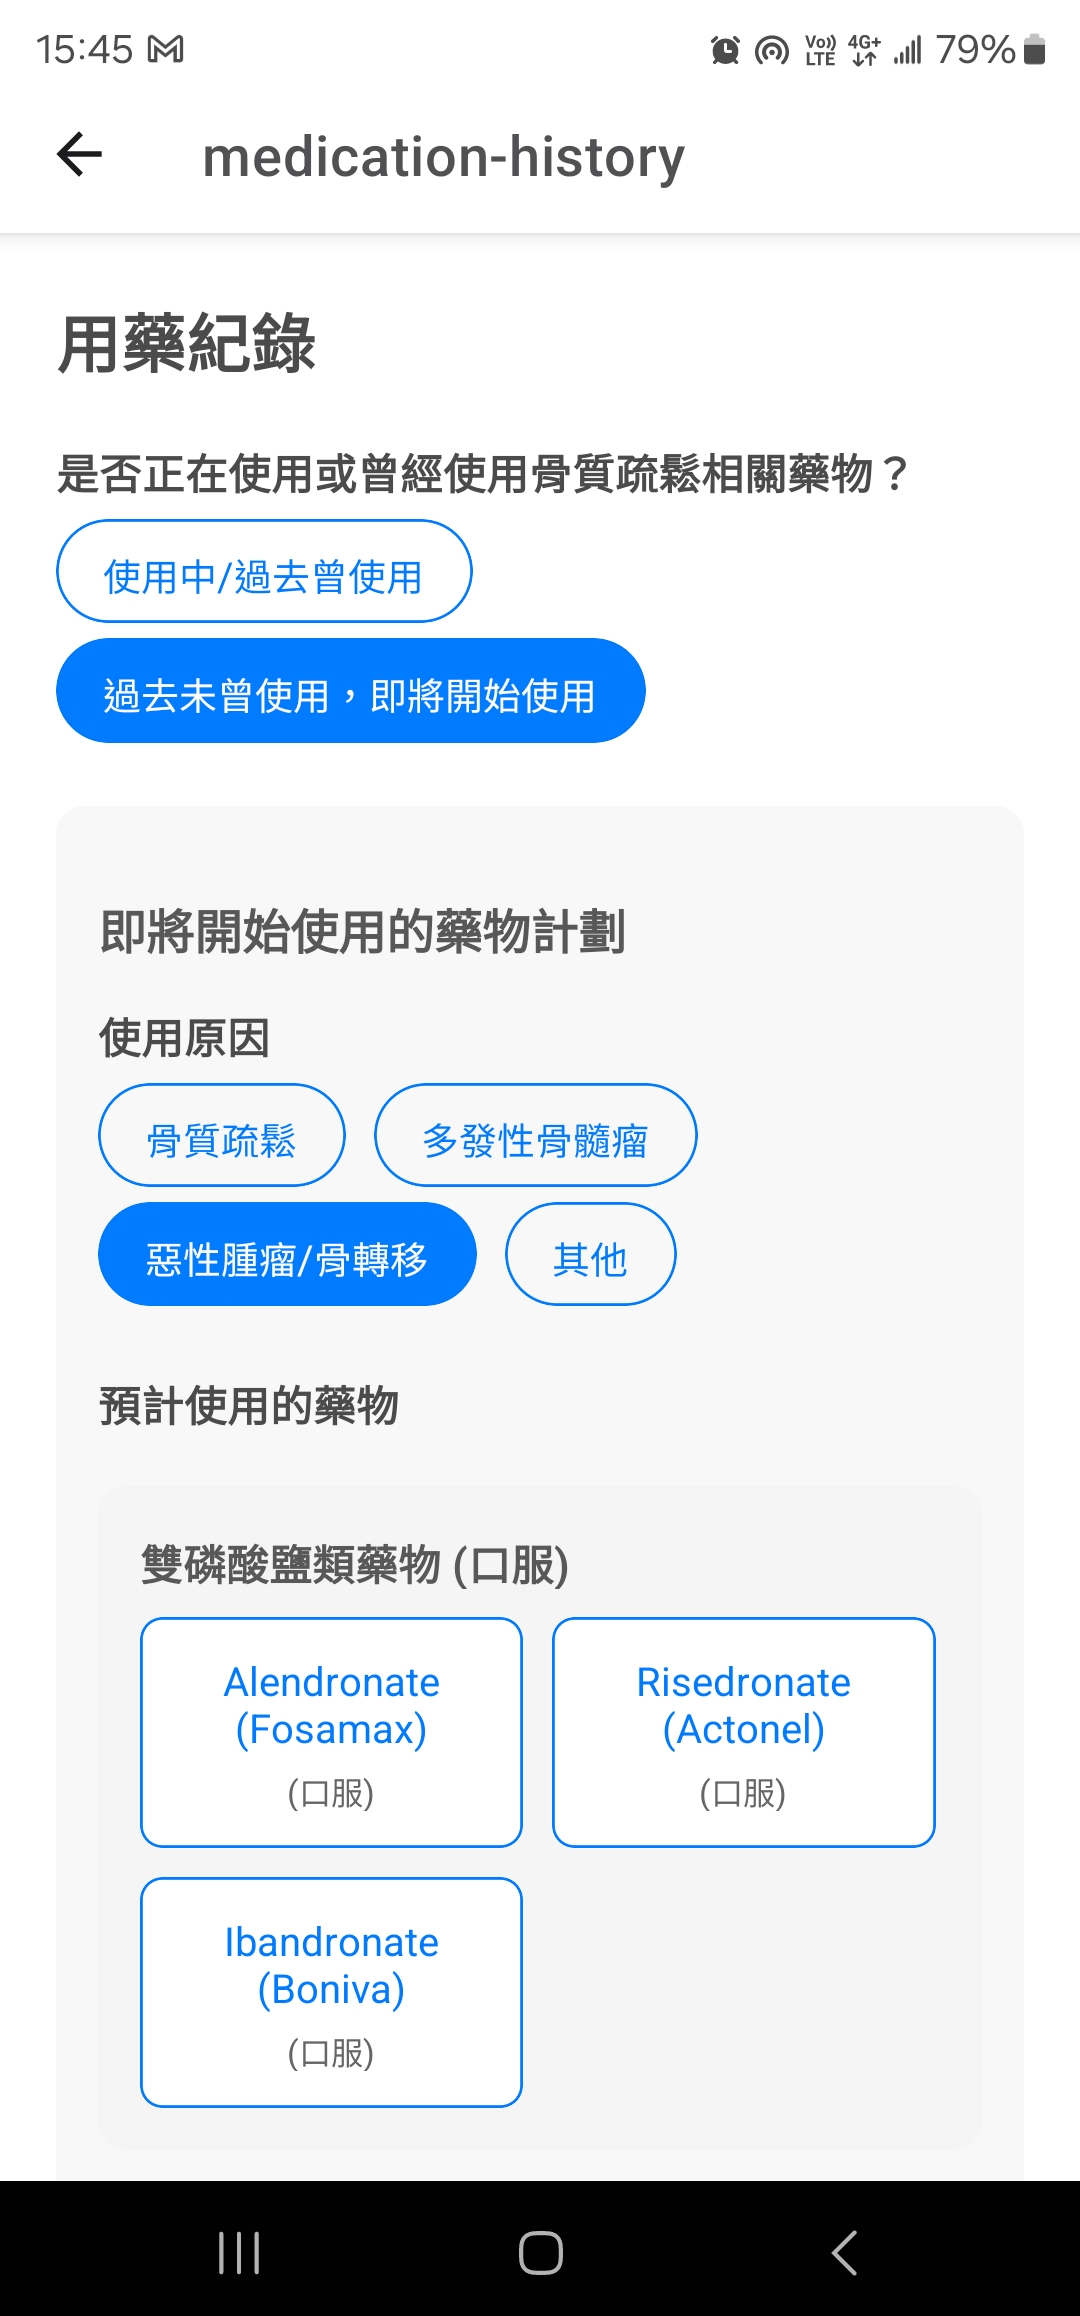 15:45
Vo)) LTE 4G+ 79%
medication-history
用藥紀錄
是否正在使用或曾經使用骨質疏鬆相關藥物？
使用中/過去曾使用
過去未曾使用，即將開始使用
即將開始使用的藥物計劃
使用原因
骨質疏鬆 多發性骨髓瘤
惡性腫瘤/骨轉移 其他
預計使用的藥物
雙磷酸鹽類藥物 (口服)
Alendronate
(Fosamax)
(口服)
Risedronate
(Actonel)
(口服)
Ibandronate
(Boniva)
(口服)